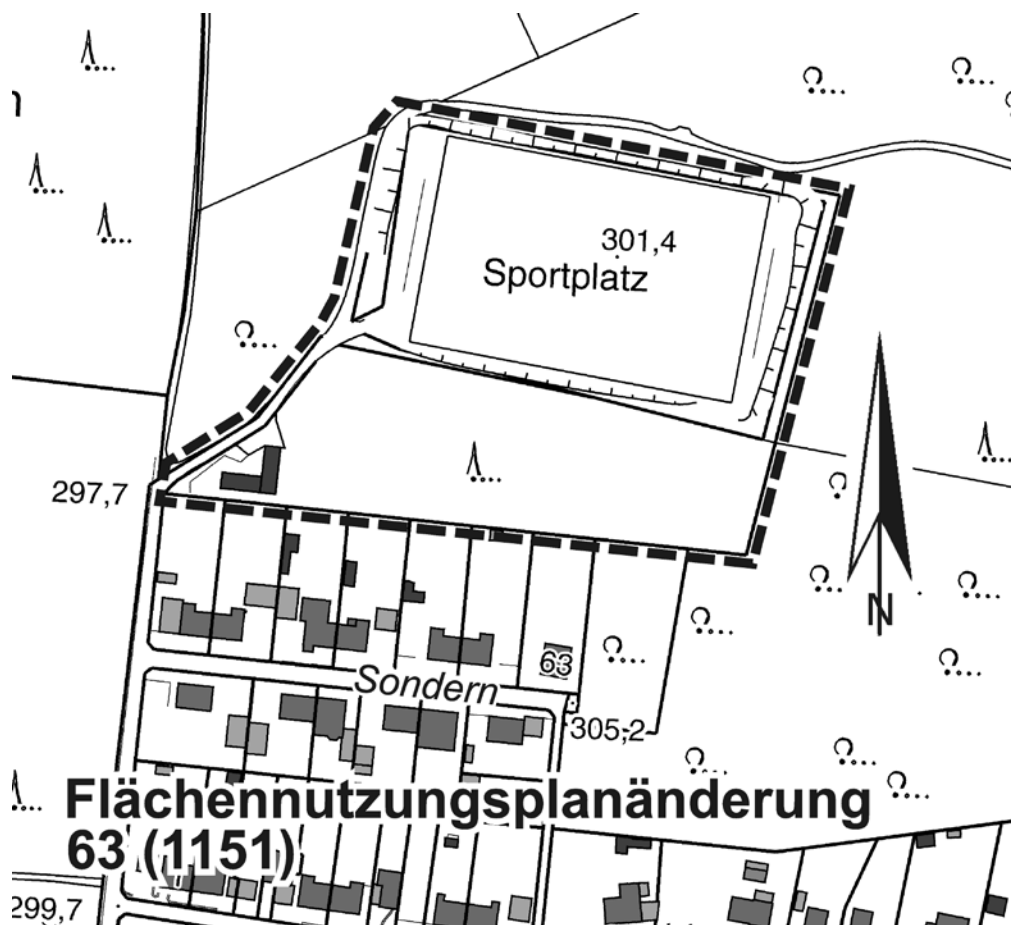 301,4
Sportplatz
297,7
N
63
Sondern
305,2
Flächennutzungsplanänderung
63 (1151)
299,7